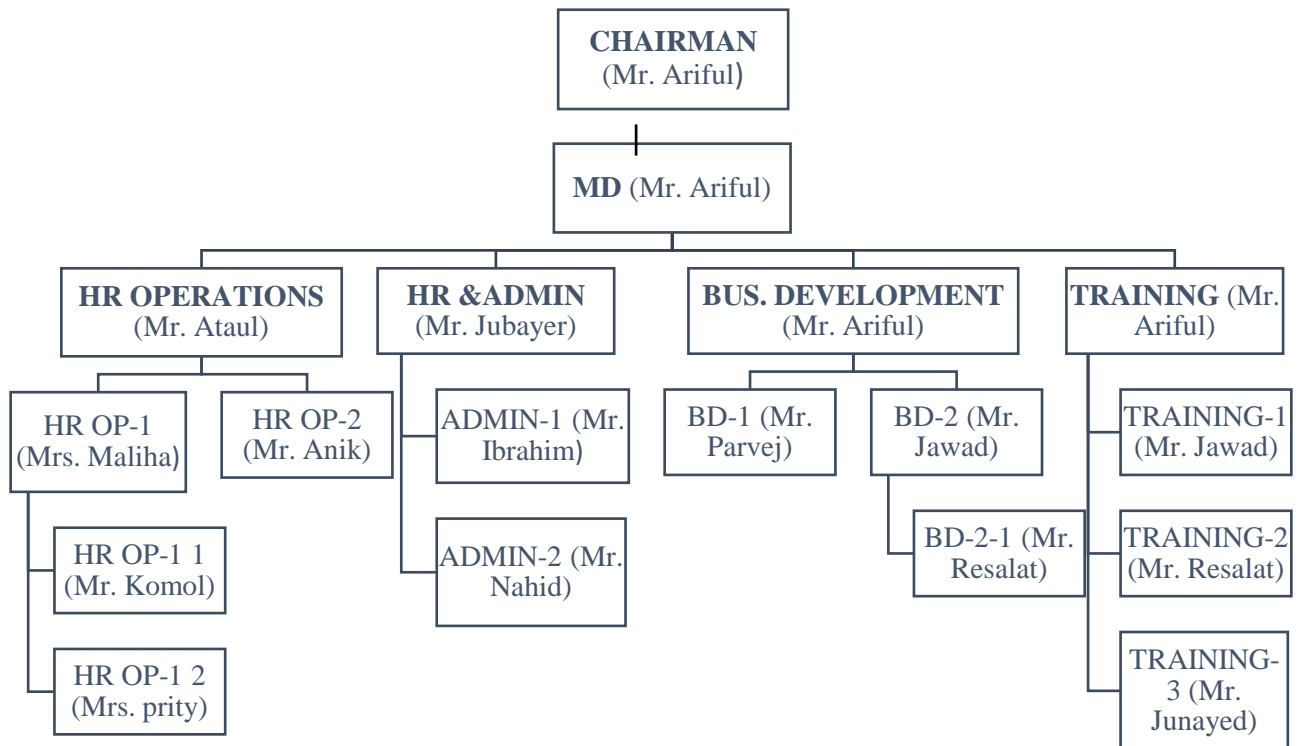 CHAIRMAN
(Mr. Ariful)
MD (Mr. Ariful)
HR OPERATIONS
(Mr. Ataul)
HR &ADMIN
(Mr. Jubayer)
BUS. DEVELOPMENT
(Mr. Ariful)
TRAINING (Mr.
Ariful)
HR OP-1
(Mrs. Maliha)
HR OP-2
(Mr. Anik)
ADMIN-1 (Mr.
Ibrahim)
BD-1 (Mr.
Parvej)
BD-2 (Mr.
Jawad)
TRAINING-1
(Mr. Jawad)
HR OP-1 1
(Mr. Komol)
ADMIN-2 (Mr.
Nahid)
BD-2-1 (Mr.
Resalat)
TRAINING-2
(Mr. Resalat)
HR OP-1 2
(Mrs. prity)
TRAINING-
3 (Mr.
Junayed)